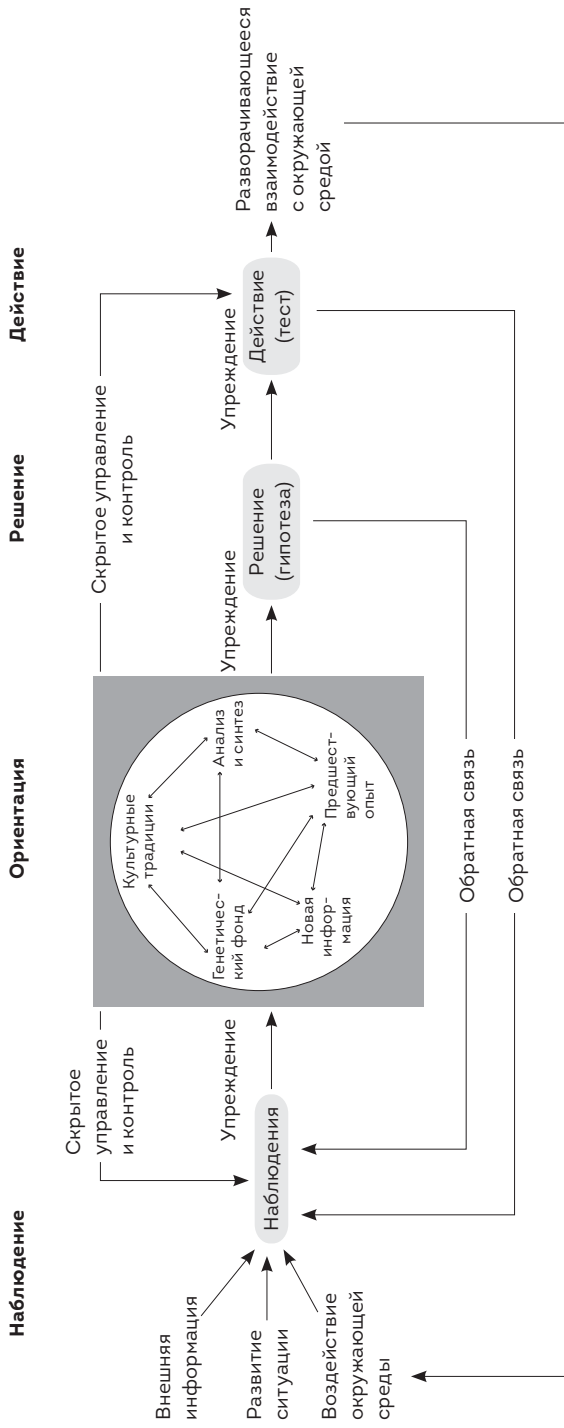 Наблюдение
Ориентация
Решение
Действие
Скрытое
управление
и контроль
Скрытое управление
и контроль
Внешняя
информация
Развитие
ситуации
Воздействие
окружающей
среды
Наблюдения
Упреждение
Культурные
традиции
Генетичес-
кий фонд
Анализ
и синтез
Новая
инфор-
мация
Предшест-
вующий
опыт
Упреждение
Решение
(гипотеза)
Упреждение
Действие
(тест)
Разворачивающееся
взаимодействие
с окружающей
средой
Обратная связь
Обратная связь